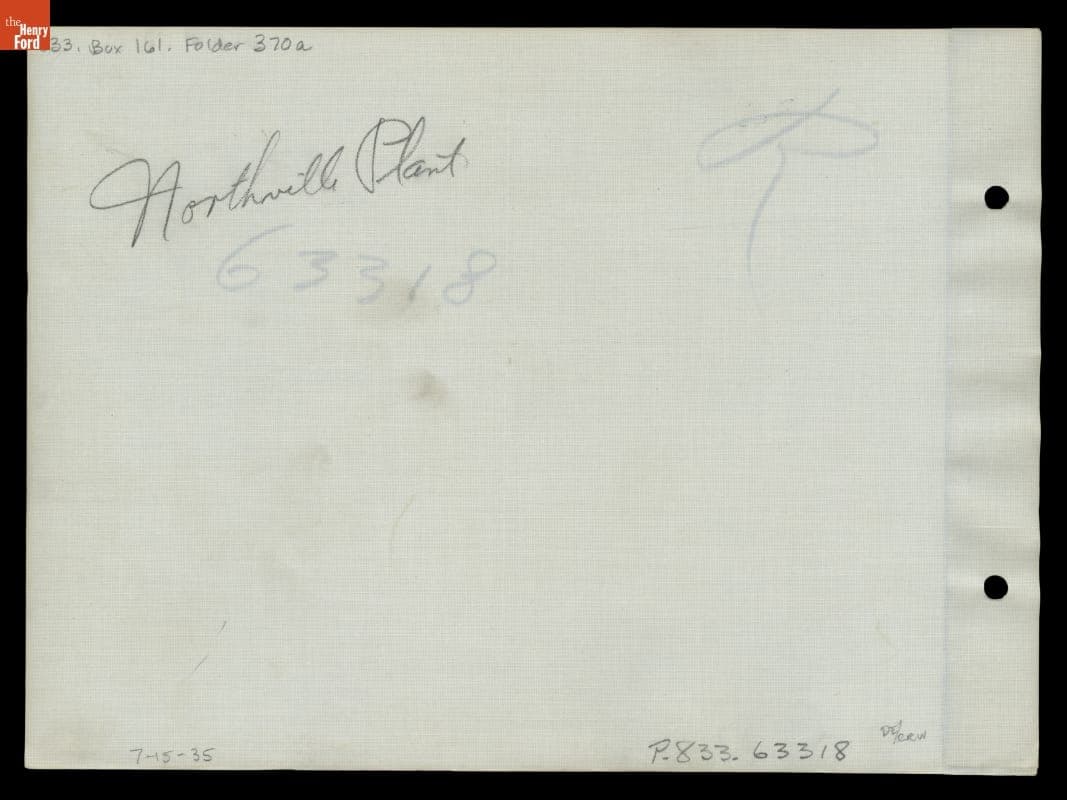 the
Henry
Ford
33. Box 161. Folder 370a
Northville Plant
63318
7-15-35
P.833.63318